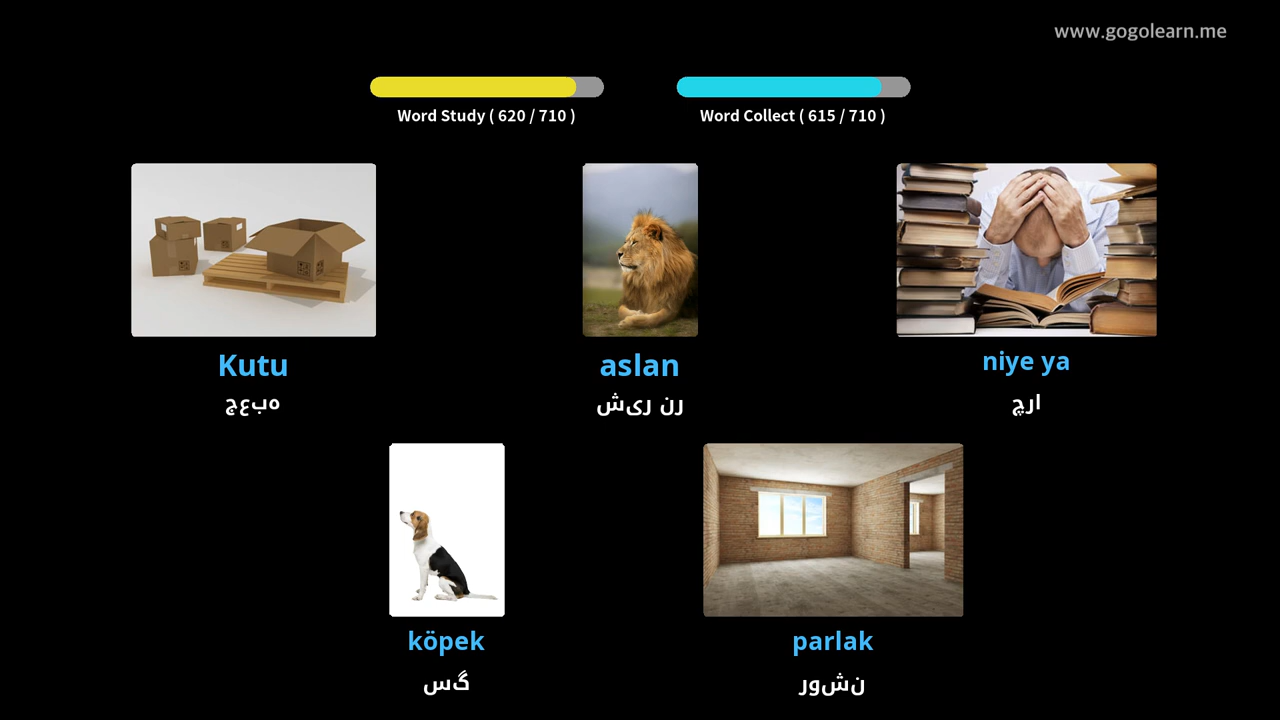 www.gogolearn.me
Word Study ( 620 / 710 )
Word Collect ( 615 / 710 )
Kutu
هبعج
aslan
رن ریش
niye ya
ارچ
köpek
گس
parlak
نشور